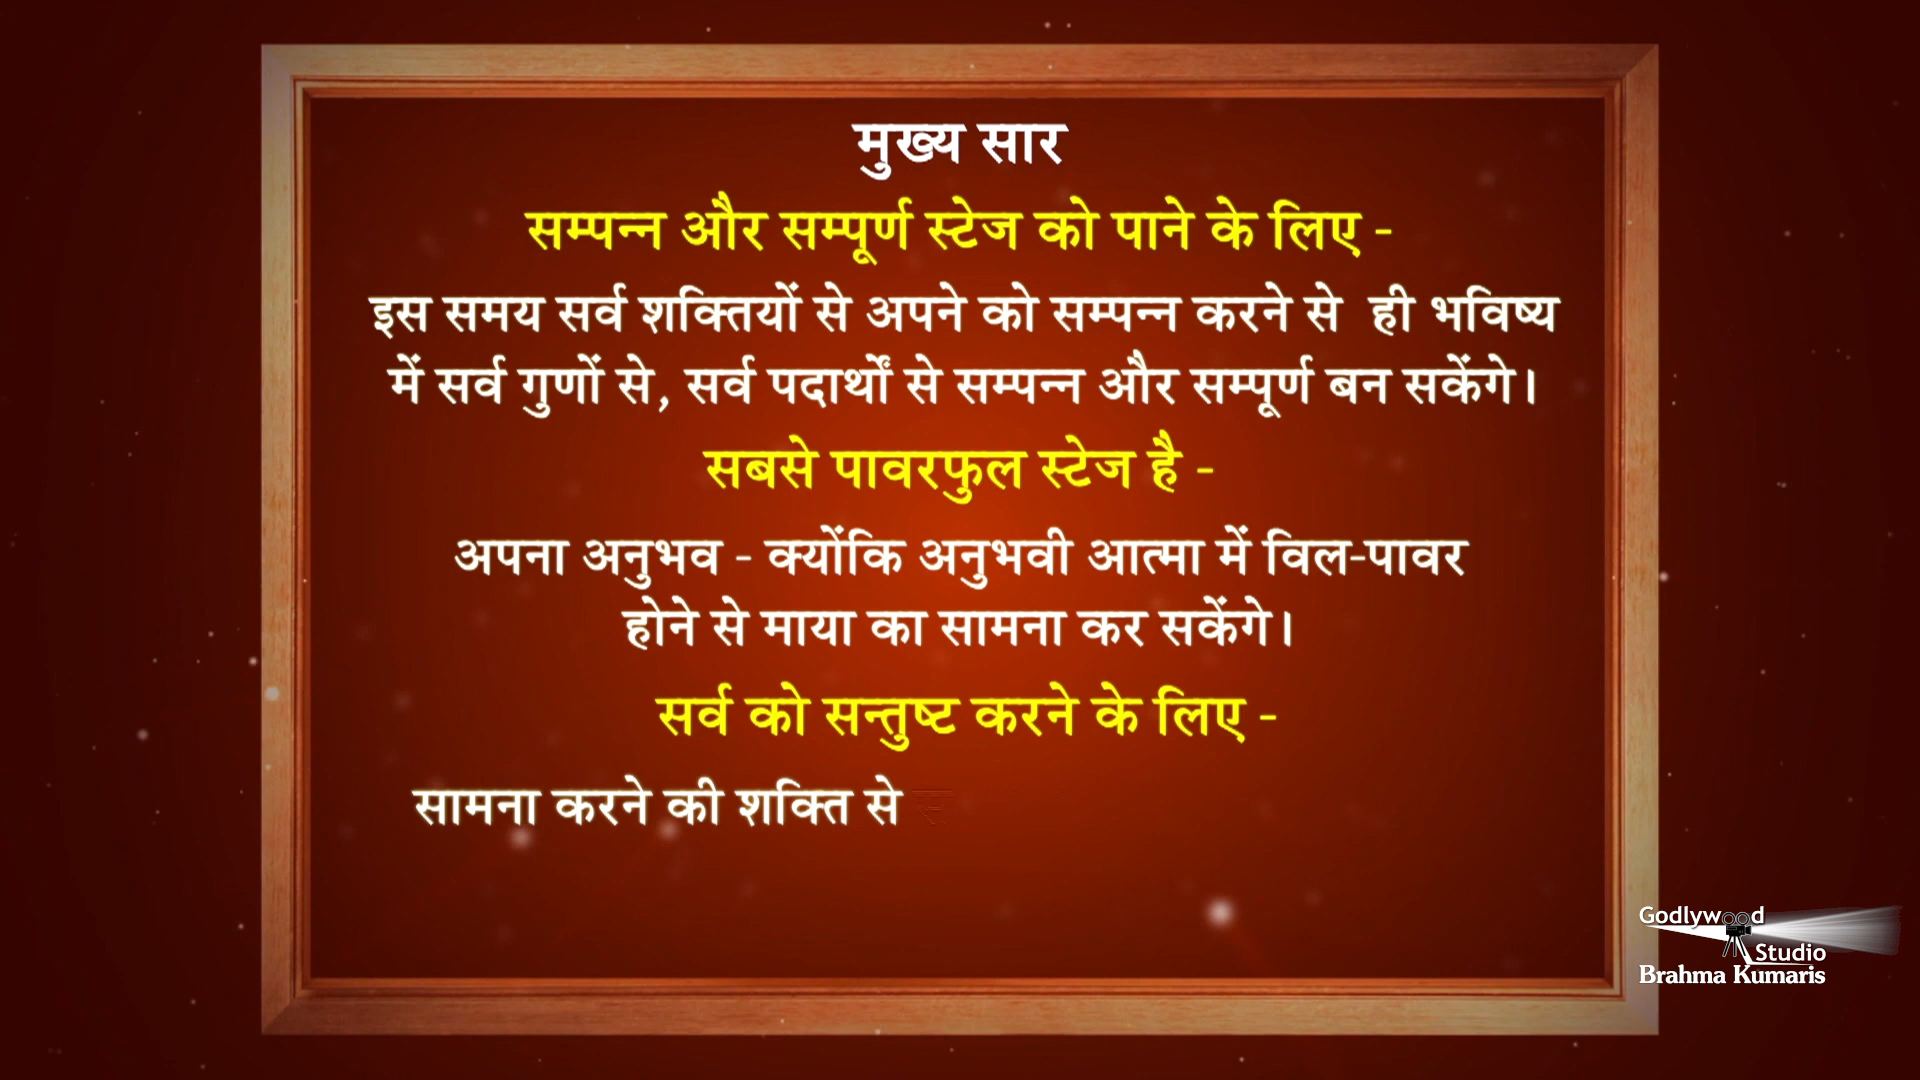 मुख्य सार
सम्पन्न और सम्पूर्ण स्टेज को पाने के लिए -
इस समय सर्व शक्तियों से अपने को सम्पन्न करने से ही भविष्य
में सर्व गुणों से, सर्व पदार्थों से सम्पन्न और सम्पूर्ण बन सकेंगे।
सबसे पावरफुल स्टेज है -
अपना अनुभव - क्योंकि अनुभवी आत्मा में विल-पावर
होने से माया का सामना कर सकेंगे।
सर्व को सन्तुष्ट करने के लिए -
सामना करने की शक्ति से
Godlywood
Studio
Brahma Kumaris